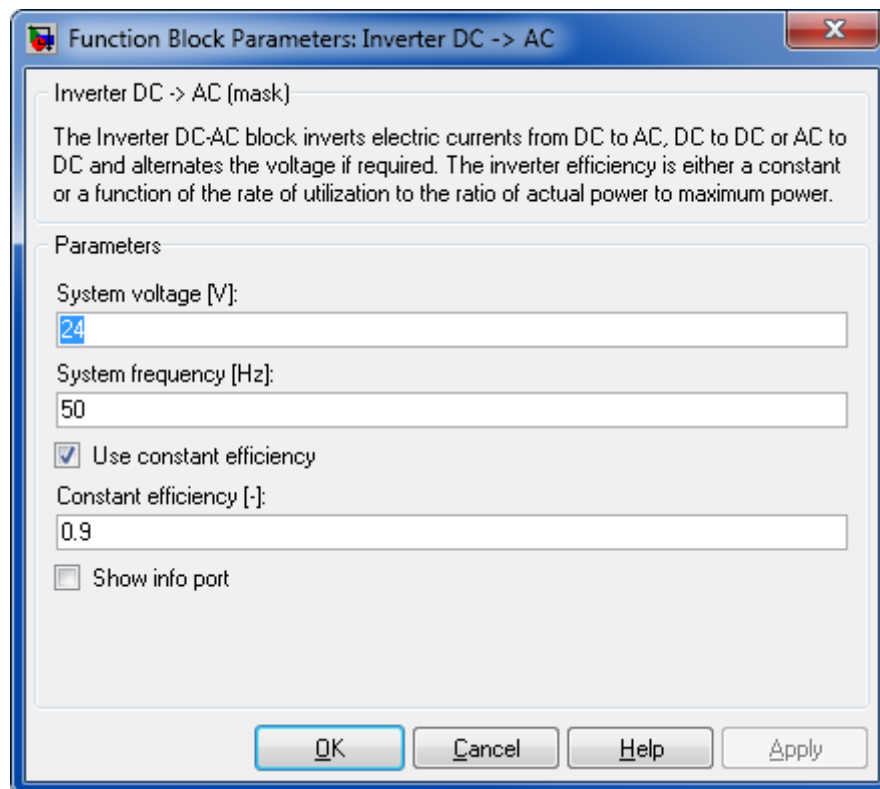 Function Block Parameters: Inverter DC -> AC
Inverter DC -> AC (mask)
The Inverter DC-AC block inverts electric currents from DC to AC, DC to DC or AC to
DC and alternates the voltage if required. The inverter efficiency is either a constant
or a function of the rate of utilization to the ratio of actual power to maximum power.
Parameters
System voltage [V]:
24
System frequency [Hz]:
50
Use constant efficiency
Constant efficiency [-]:
0.9
Show info port
OK Cancel Help Apply